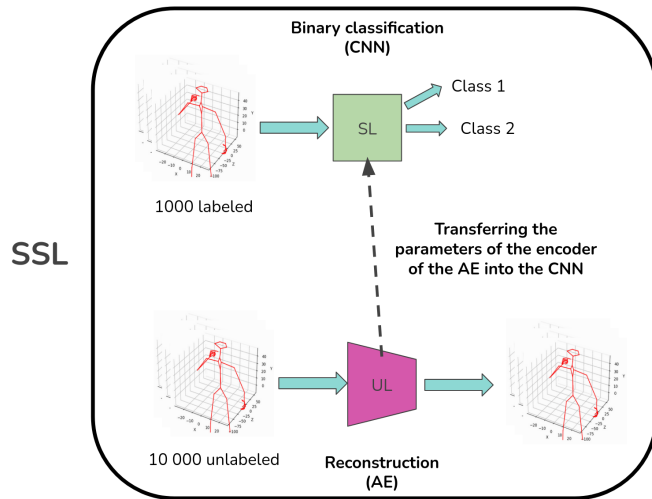 Binary classification
(CNN)
Class 1
SL
Class 2
1000 labeled
SSL
Transferring the
parameters of the encoder
of the AE into the CNN
UL
10 000 unlabeled
Reconstruction
(AE)